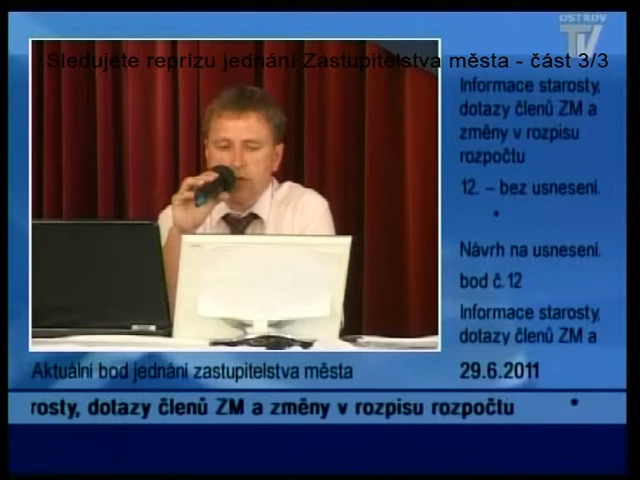 OSTROV
TV
Sledujete reprízu jednání Zastupitelstva města - část 3/3
Informace starosty,
dotazy členů ZM a
změny v rozpisu
rozpočtu
12. – bez usnesení.
*
Návrh na usnesení.
bod č. 12
Informace starosty,
dotazy členů ZM a
Aktuální bod jednání zastupitelstva města
29.6.2011
rosty, dotazy členů ZM a změny v rozpisu rozpočtu *